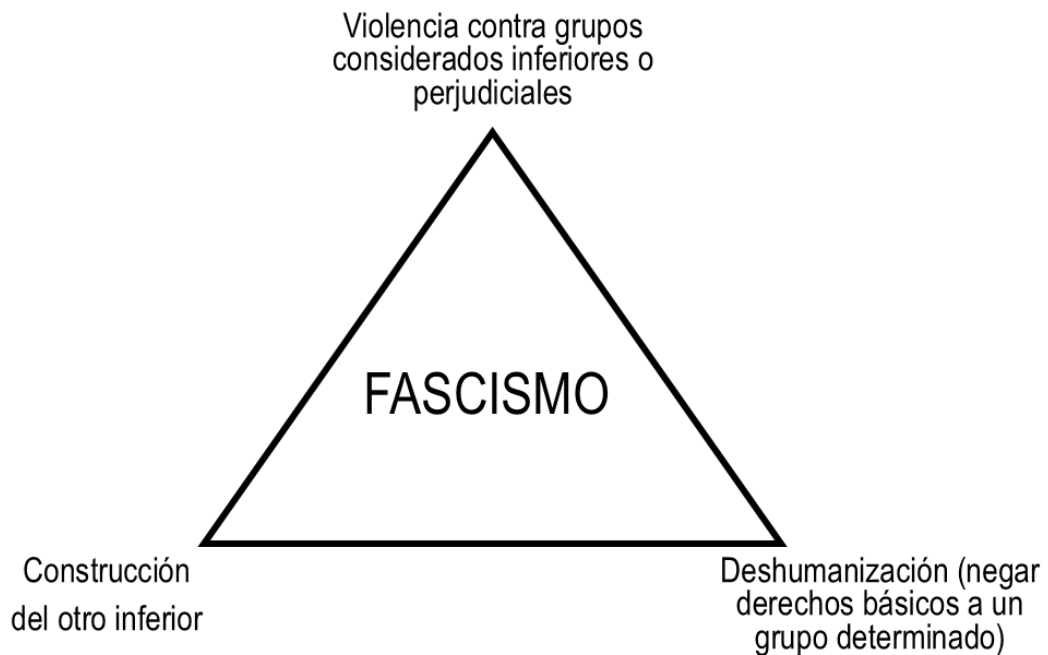 Violencia contra grupos
considerados inferiores o
perjudiciales
FASCISMO
Construcción
del otro inferior
Deshumanización (negar
derechos básicos a un
grupo determinado)